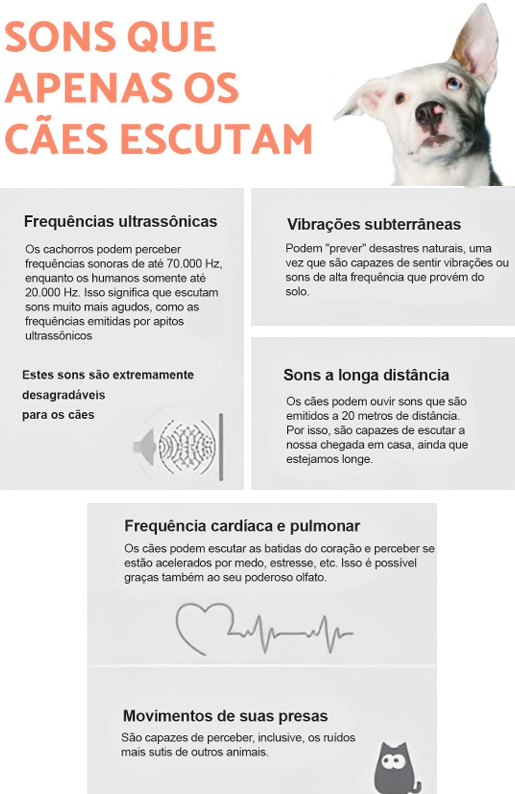 SONS QUE
APENAS OS
CÃES ESCUTAM
Frequências ultrassônicas
Os cachorros podem perceber
frequências sonoras de até 70.000 Hz,
enquanto os humanos somente até
20.000 Hz. Isso significa que escutam
sons muito mais agudos, como as
frequências emitidas por apitos
ultrassônicos
Estes sons são extremamente
desagradáveis
para os cães
Vibrações subterrâneas
Podem "prever" desastres naturais, uma
vez que são capazes de sentir vibrações ou
sons de alta frequência que provém do
solo.
Sons a longa distância
Os cães podem ouvir sons que são
emitidos a 20 metros de distância.
Por isso, são capazes de escutar a
nossa chegada em casa, ainda que
estejamos longe.
Frequência cardíaca e pulmonar
Os cães podem escutar as batidas do coração e perceber se
estão acelerados por medo, estresse, etc. Isso é possível
graças também ao seu poderoso olfato.
Movimentos de suas presas
São capazes de perceber, inclusive, os ruídos
mais sutis de outros animais.